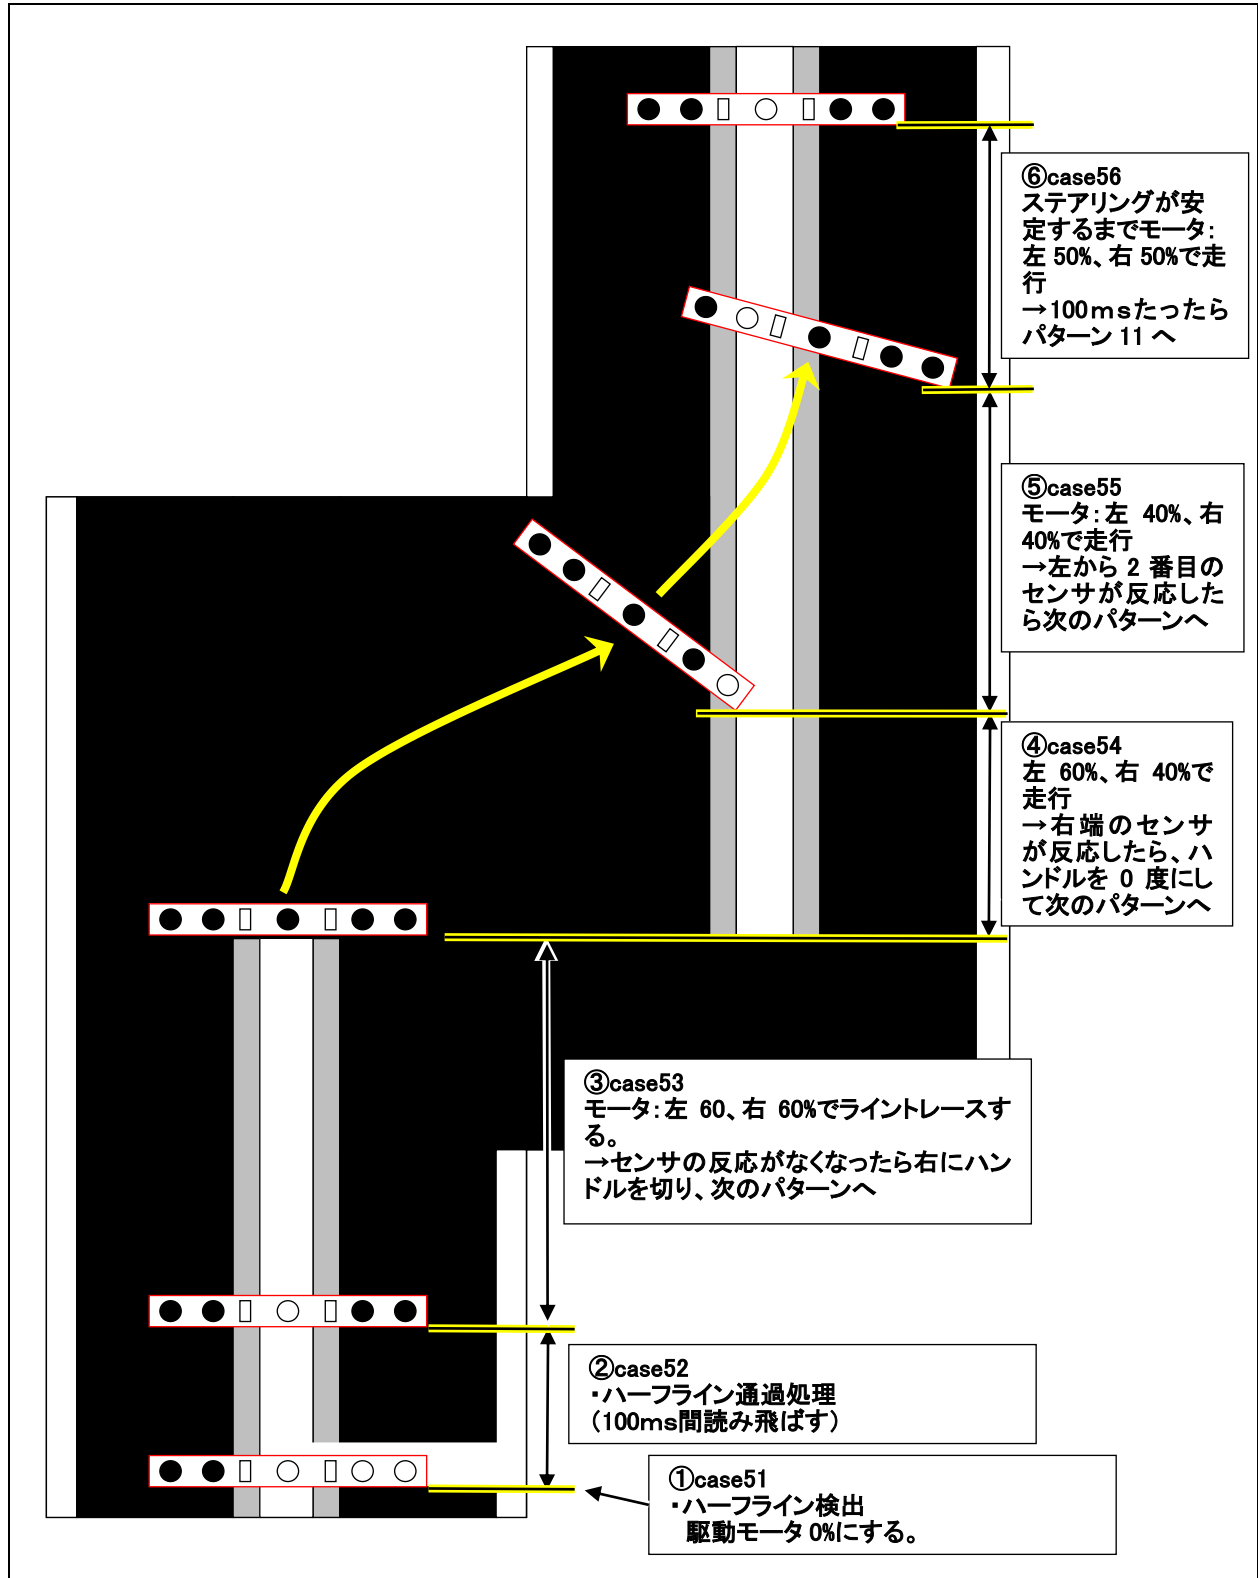 ⑥case56
ステアリングが安
定するまでモータ:
左 50%、右 50%で走
行
→100msたったら
パターン 11 へ
⑤case55
モータ:左 40%、右
40%で走行
→左から 2 番目の
センサが反応した
ら次のパターンへ
④case54
左 60%、右 40%で
走行
→右端のセンサ
が反応したら、ハ
ンドルを 0 度にし
て次のパターンへ
③case53
モータ:左 60、右 60%でライントレースす
る。
→センサの反応がなくなったら右にハン
ドルを切り、次のパターンへ
②case52
・ハーフライン通過処理
(100ms間読み飛ばす)
①case51
・ハーフライン検出
駆動モータ 0%にする。